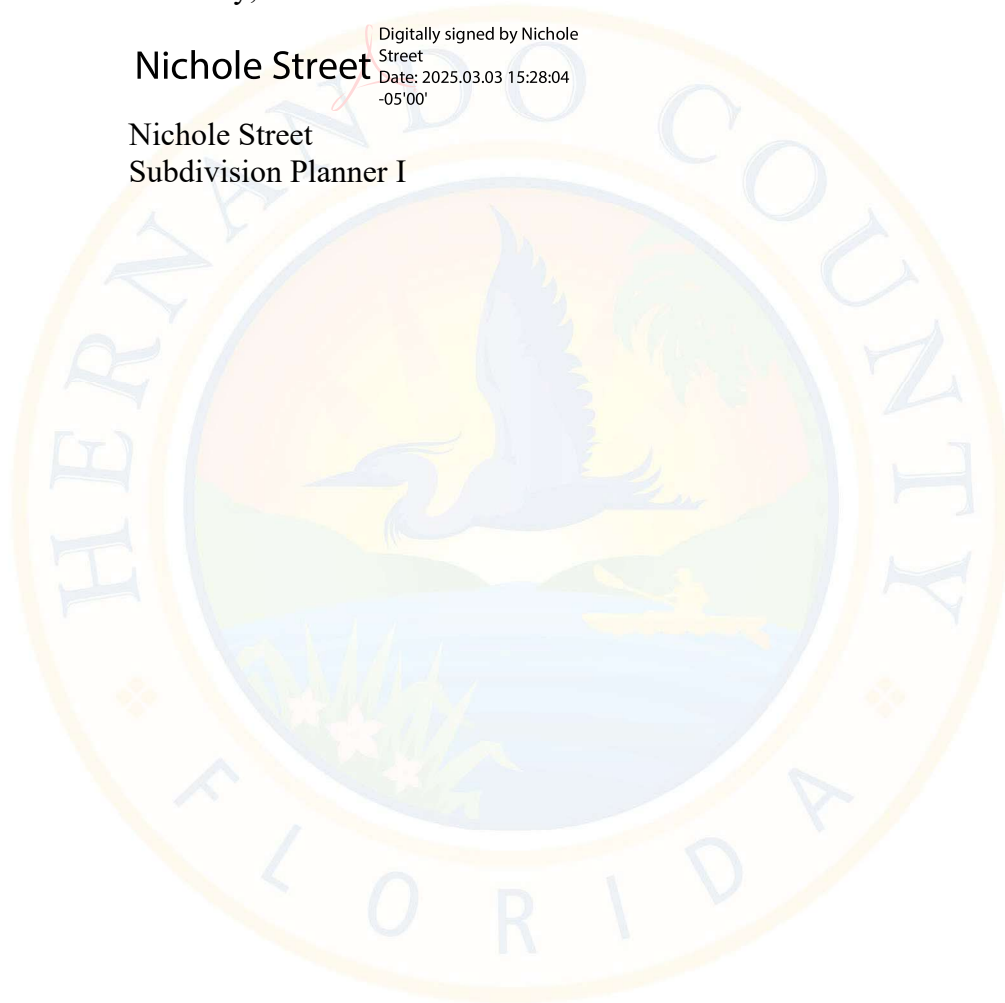 Nichole Street
Digitally signed by Nichole
Street
Date: 2025.03.03 15:28:04
-05'00'
Nichole Street
Subdivision Planner I
HERNANDO COUNTY
FLORIDA